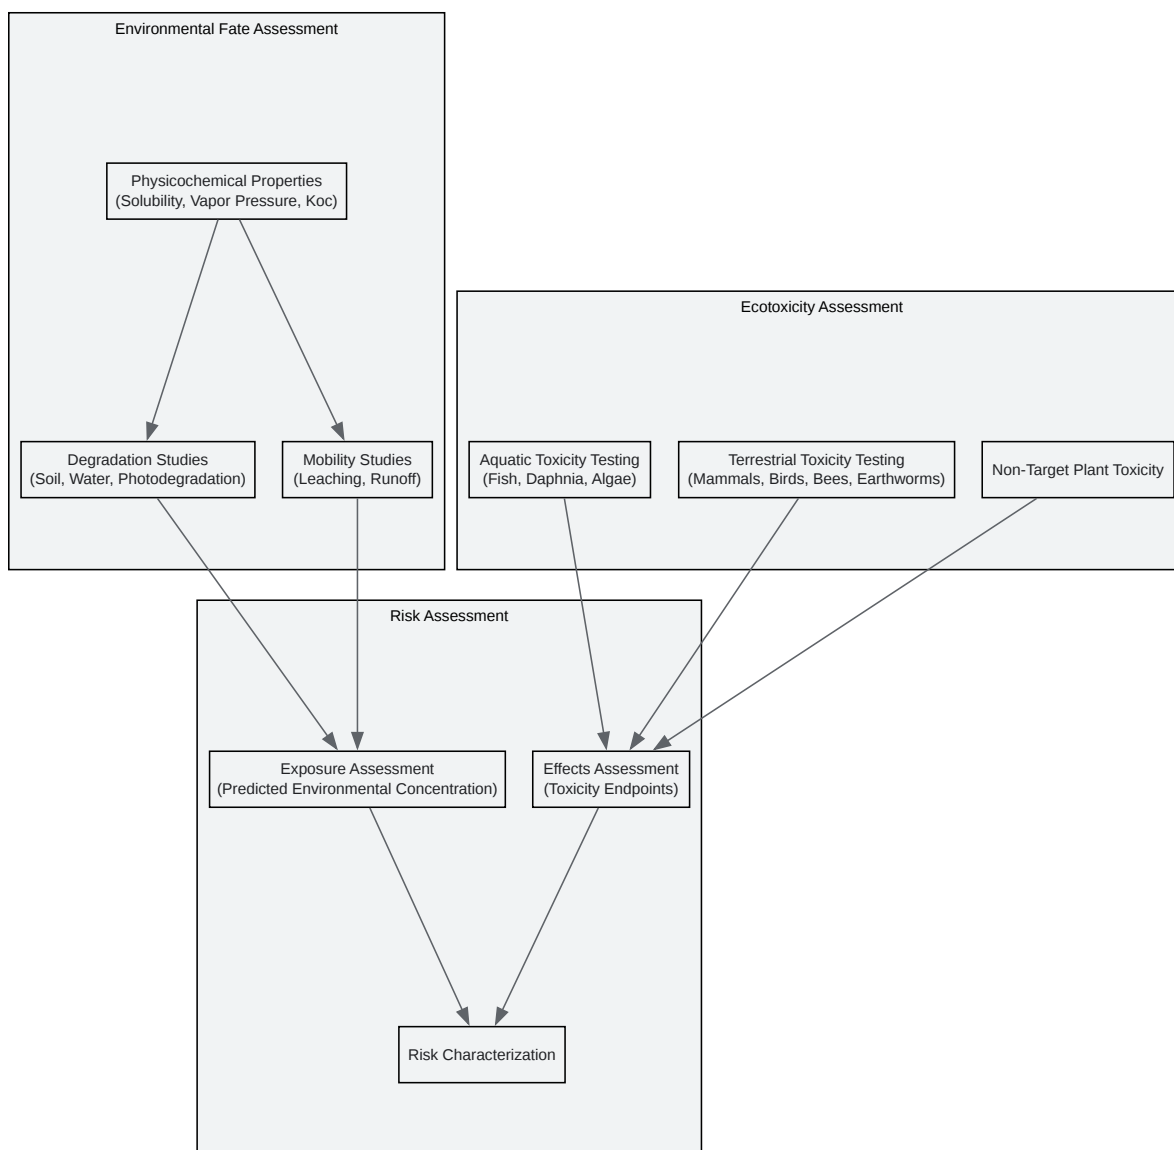 Environmental Fate Assessment
Physicochemical Properties
(Solubility, Vapor Pressure, Koc)
Degradation Studies
(Soil, Water, Photodegradation)
Mobility Studies
(Leaching, Runoff)
Ecotoxicity Assessment
Aquatic Toxicity Testing
(Fish, Daphnia, Algae)
Terrestrial Toxicity Testing
(Mammals, Birds, Bees, Earthworms)
Non-Target Plant Toxicity
Risk Assessment
Exposure Assessment
(Predicted Environmental Concentration)
Effects Assessment
(Toxicity Endpoints)
Risk Characterization